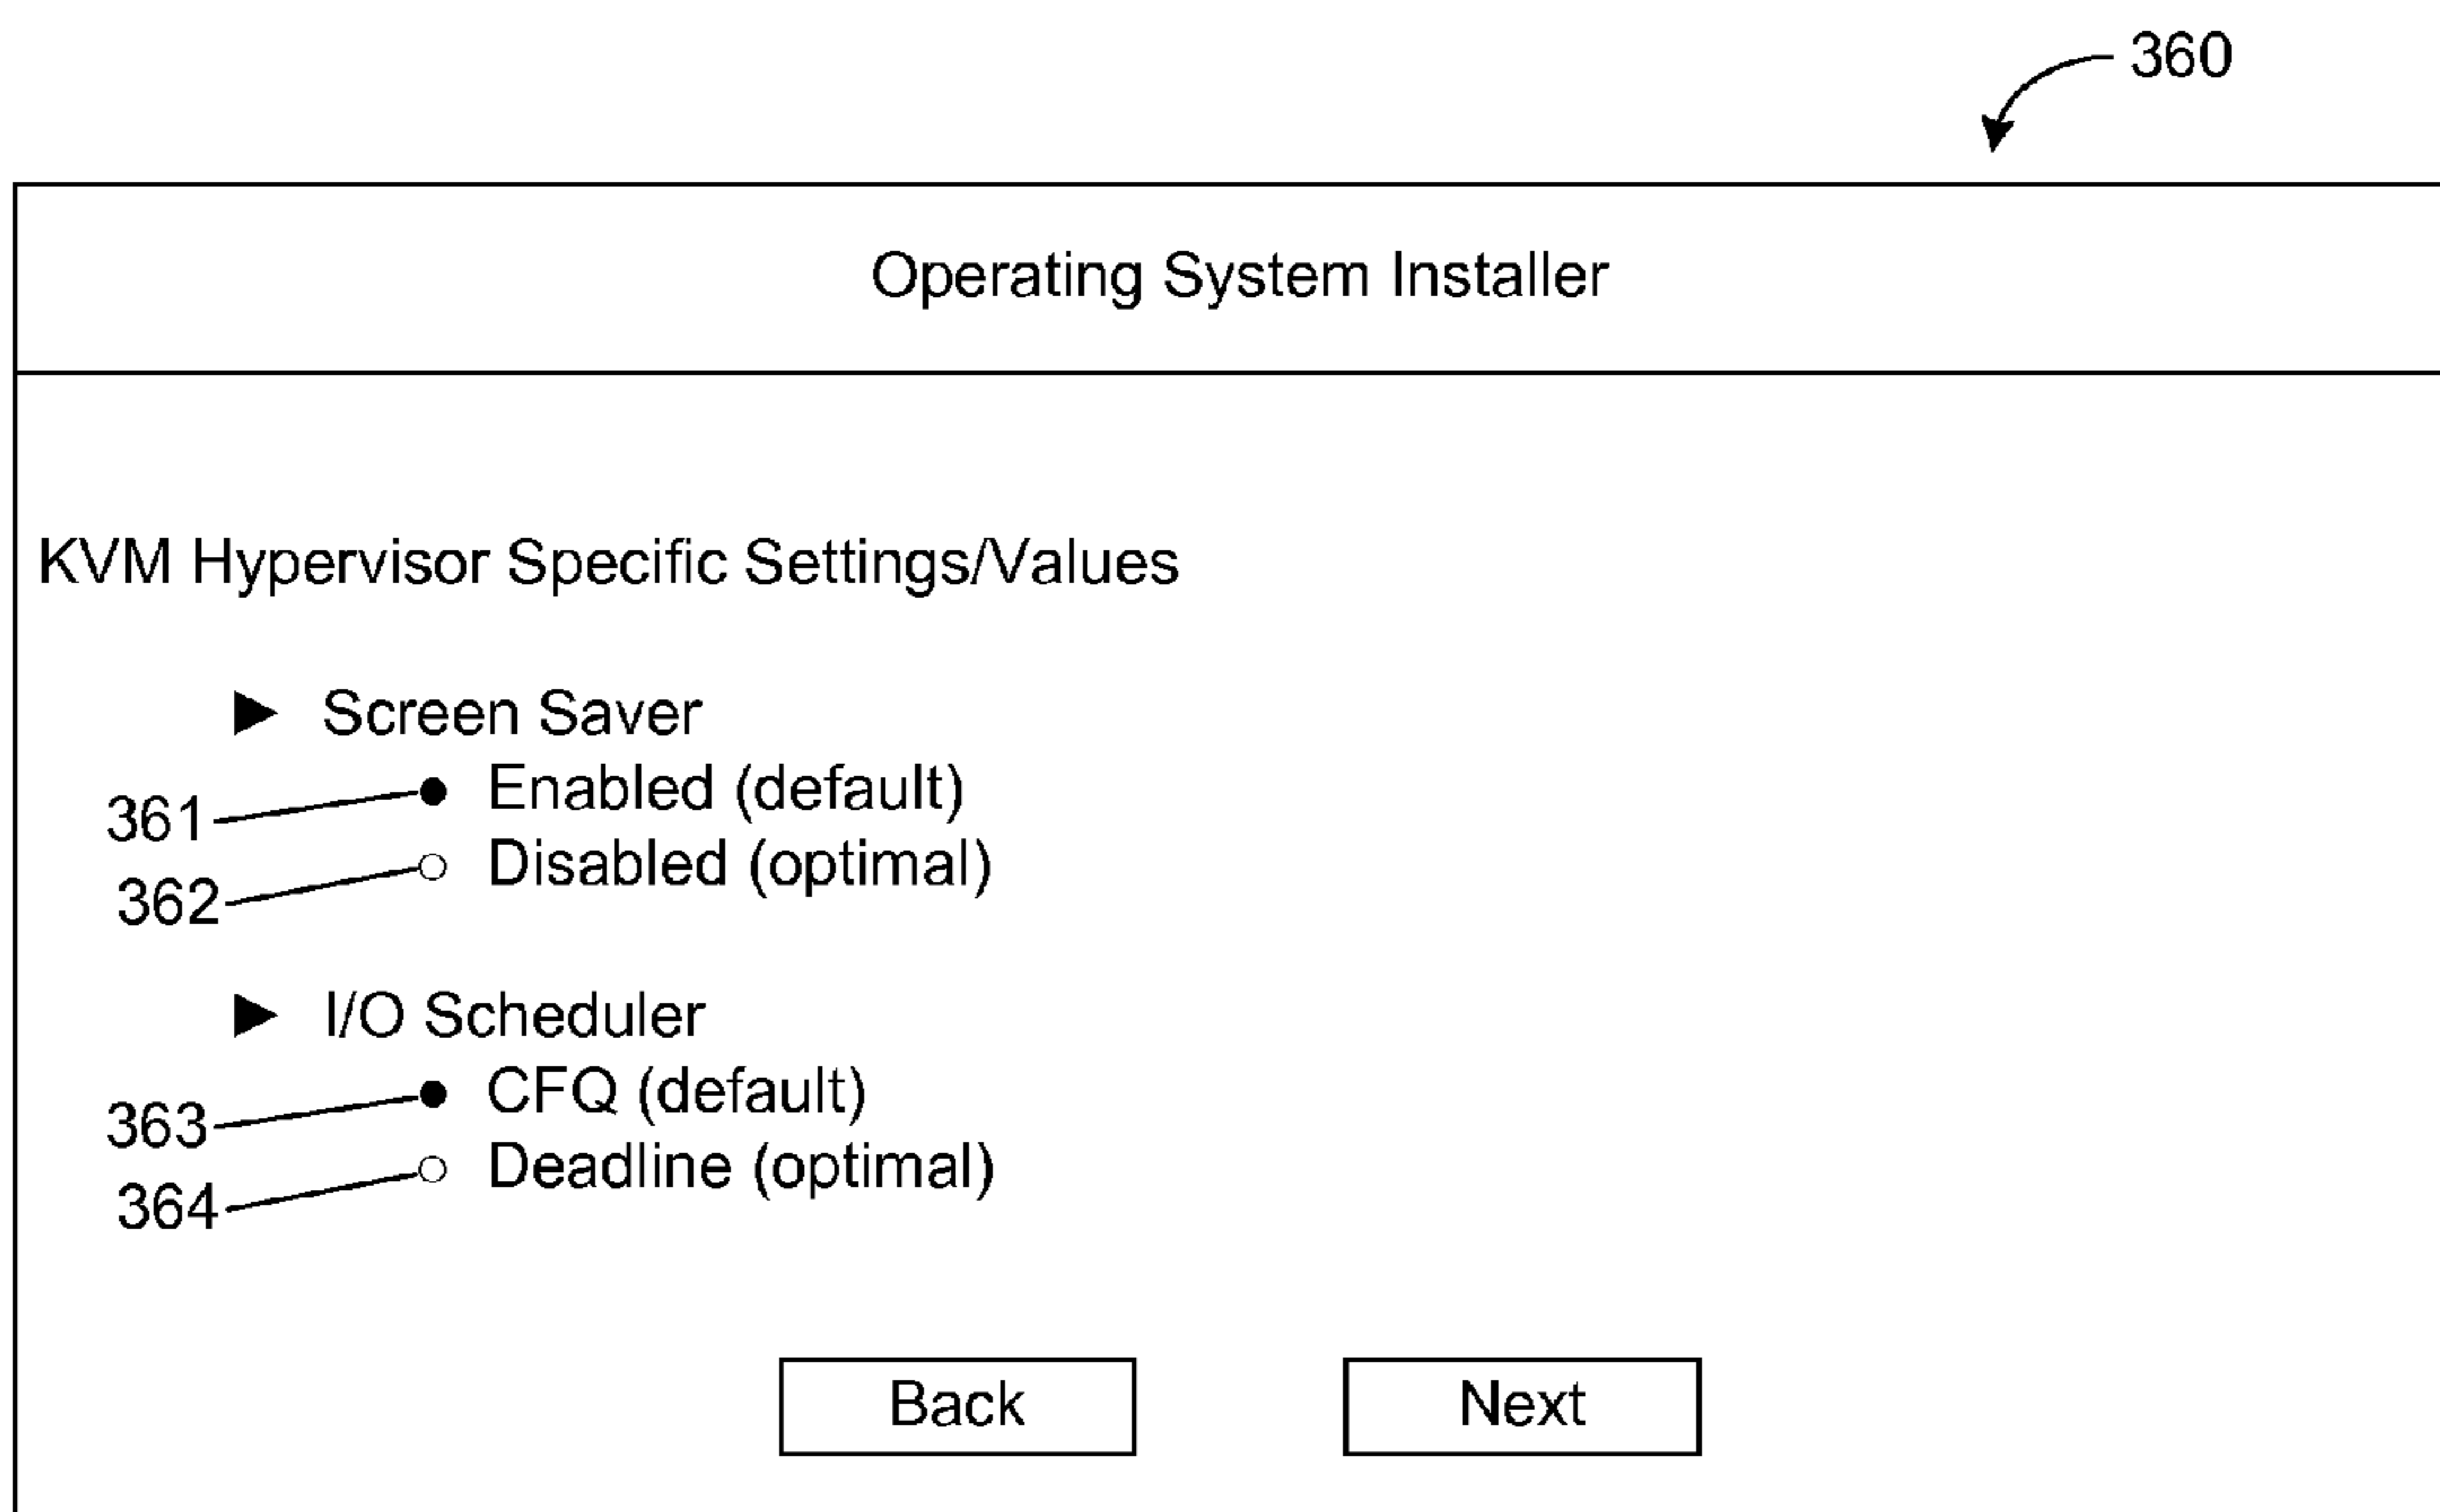 360
Operating System Installer
KVM Hypervisor Specific Settings/Values
Screen Saver
361 Enabled (default)
362 Disabled (optimal)
I/O Scheduler
363 CFQ (default)
364 Deadline (optimal)
Back Next